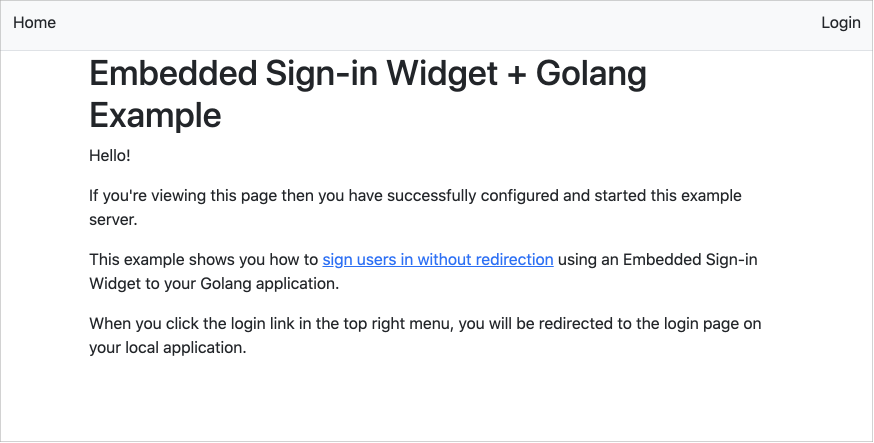 Home
Login
Embedded Sign-in Widget + Golang
Example
Hello!
If you're viewing this page then you have successfully configured and started this example
server.
This example shows you how to sign users in without redirection using an Embedded Sign-in
Widget to your Golang application.
When you click the login link in the top right menu, you will be redirected to the login page on
your local application.